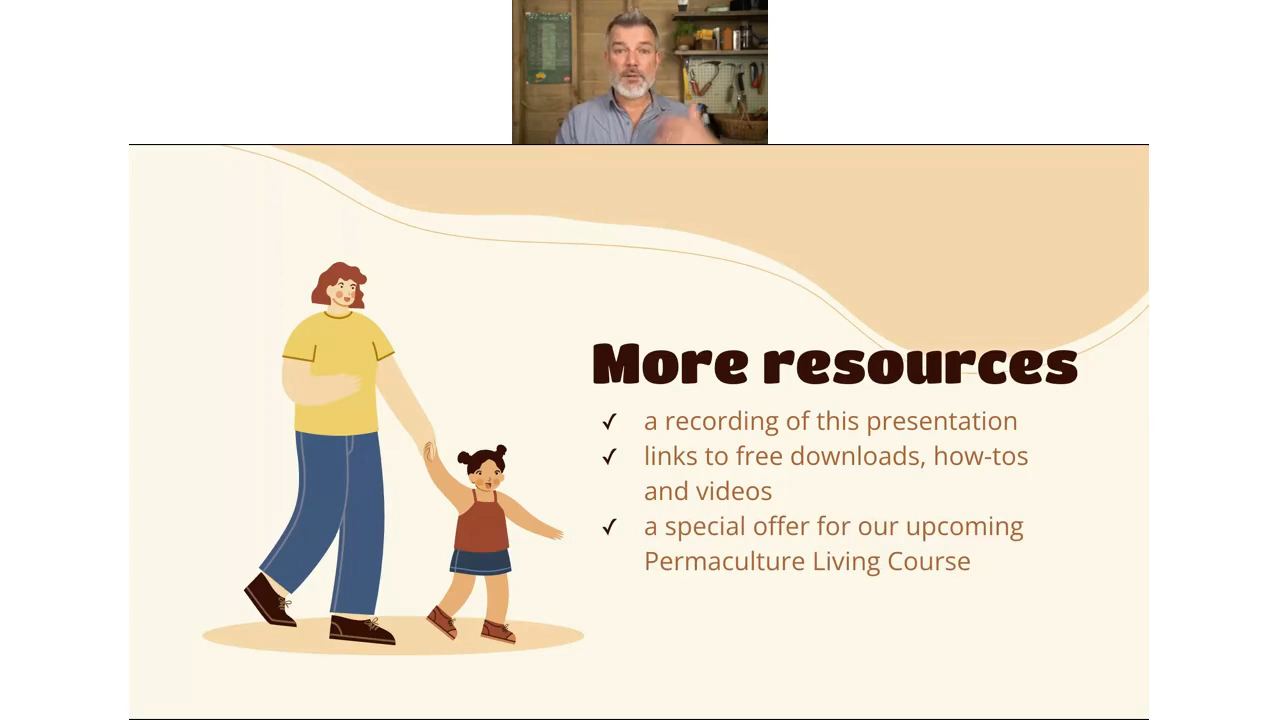 More resources
✓ a recording of this presentation
✓ links to free downloads, how-tos
and videos
✓ a special offer for our upcoming
Permaculture Living Course